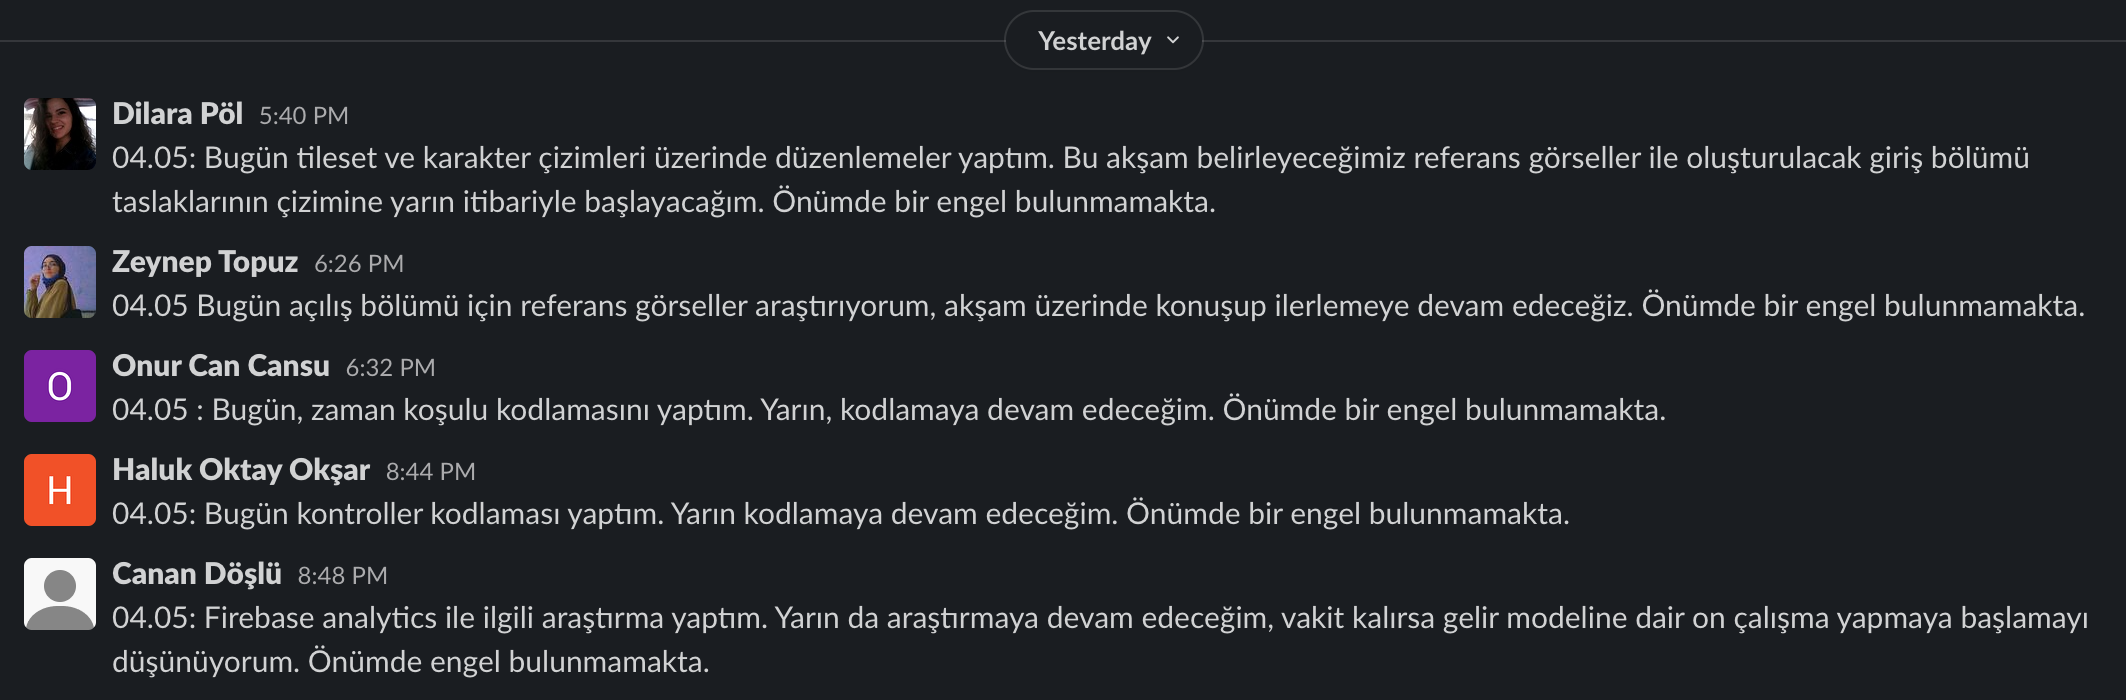 Yesterday
Dilara Pöl 5:40 PM
04.05: Bugün tileset ve karakter çizimleri üzerinde düzenlemeler yaptım. Bu akşam belirleyeceğimiz referans görseller ile oluşturulacak giriş bölümü
taslaklarının çizimine yarın itibariyle başlayacağım. Önümde bir engel bulunmamakta.
Zeynep Topuz 6:26 PM
04.05 Bugün açılış bölümü için referans görseller araştırıyorum, akşam üzerinde konuşup ilerlemeye devam edeceğiz. Önümde bir engel bulunmamakta.
O
Onur Can Cansu 6:32 PM
04.05 : Bugün, zaman koşulu kodlamasını yaptım. Yarın, kodlamaya devam edeceğim. Önümde bir engel bulunmamakta.
H
Haluk Oktay Okşar 8:44 PM
04.05: Bugün kontroller kodlaması yaptım. Yarın kodlamaya devam edeceğim. Önümde bir engel bulunmamakta.
Canan Döşlü 8:48 PM
04.05: Firebase analytics ile ilgili araştırma yaptım. Yarın da araştırmaya devam edeceğim, vakit kalırsa gelir modeline dair on çalışma yapmaya başlamayı
düşünüyorum. Önümde engel bulunmamakta.